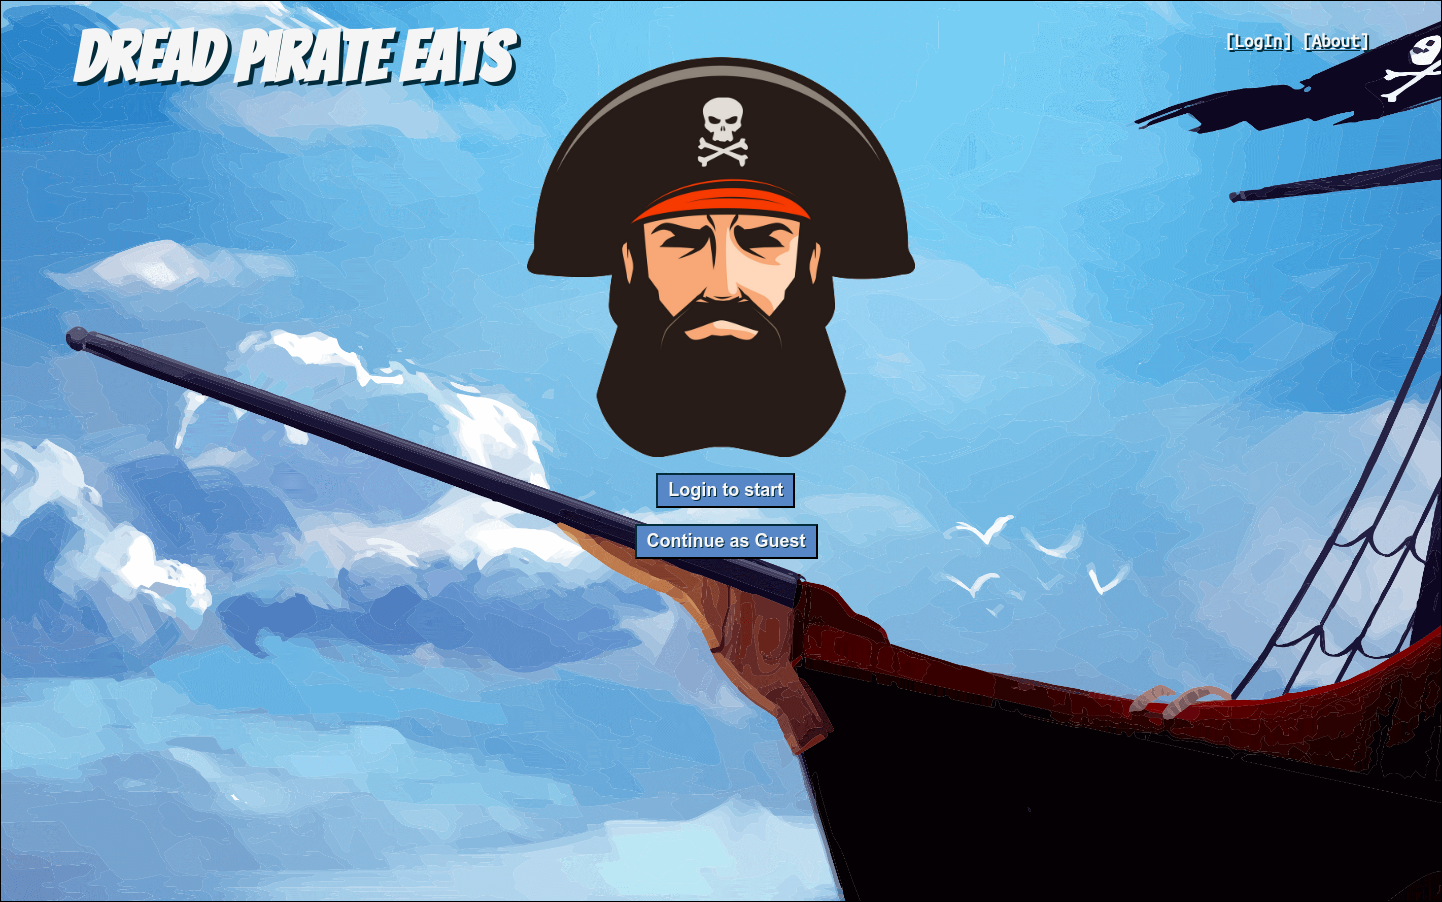 DREAD PIRATE EATS
[LogIn] [About]
Login to start
Continue as Guest